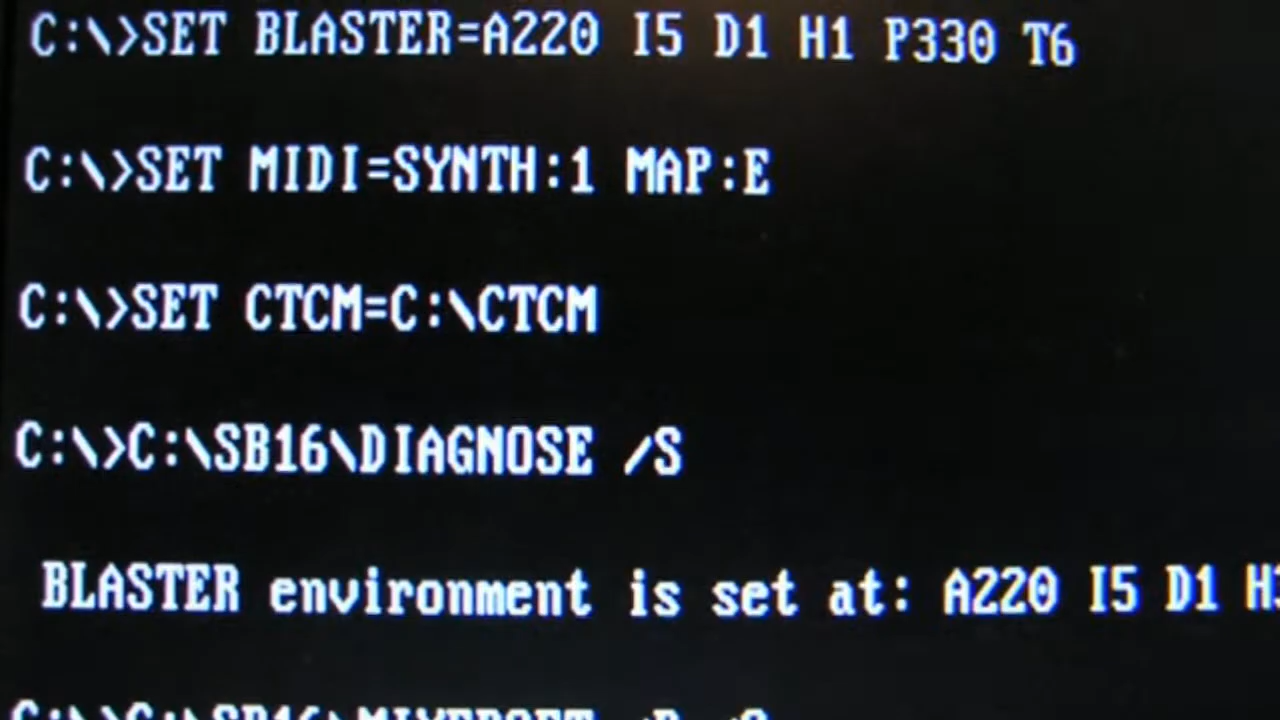 C:\>SET BLASTER=A220 I5 D1 H1 P330 T6
C:\>SET MIDI=SYNTH:1 MAP:E
C:\>SET CTCM=C:\CTCM
C:\>C:\SB16\DIAGNOSE /S
BLASTER environment is set at: A220 I5 D1